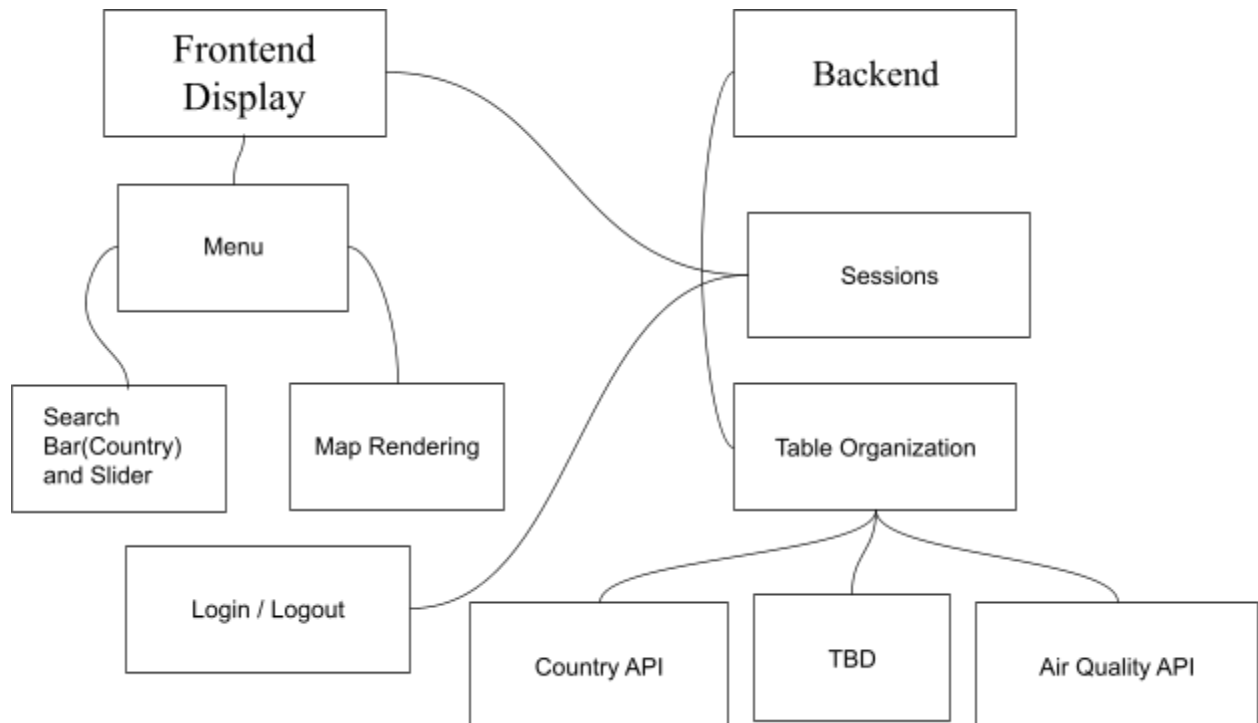 Frontend
Display
Backend
Menu
Sessions
Search
Bar(Country)
and Slider
Map Rendering
Table Organization
Login / Logout
Country API
TBD
Air Quality API